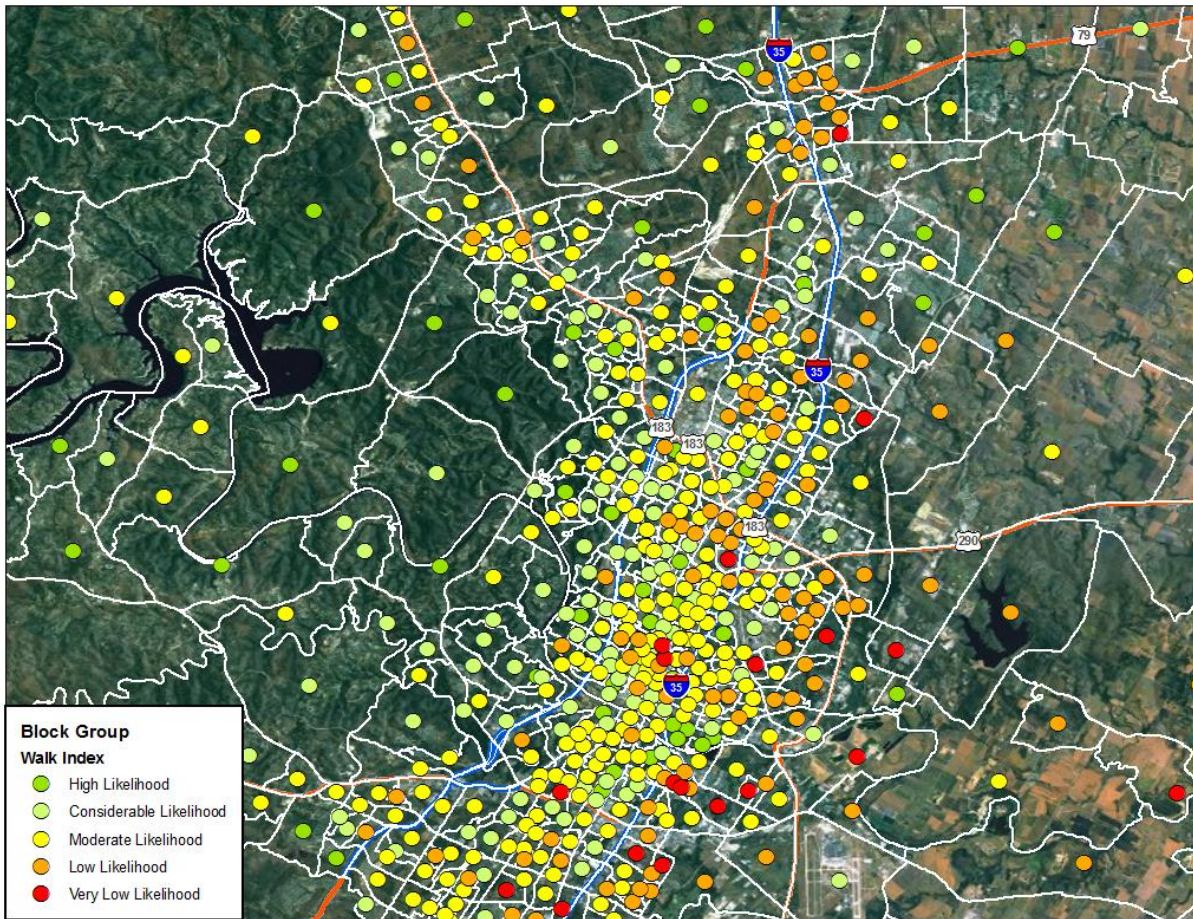 79
35
35
183
183
183
290
35
Block Group
Walk Index
High Likelihood
Considerable Likelihood
Moderate Likelihood
Low Likelihood
Very Low Likelihood